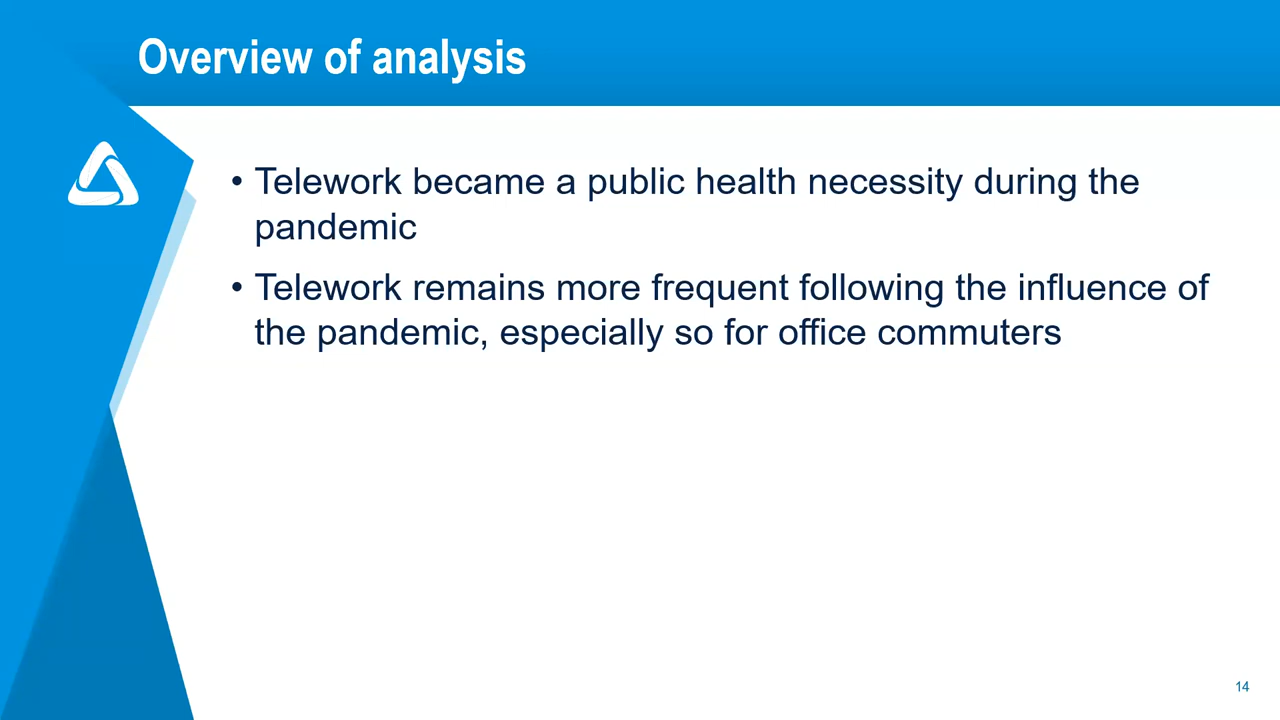 Overview of analysis
• Telework became a public health necessity during the
pandemic
• Telework remains more frequent following the influence of
the pandemic, especially so for office commuters
14